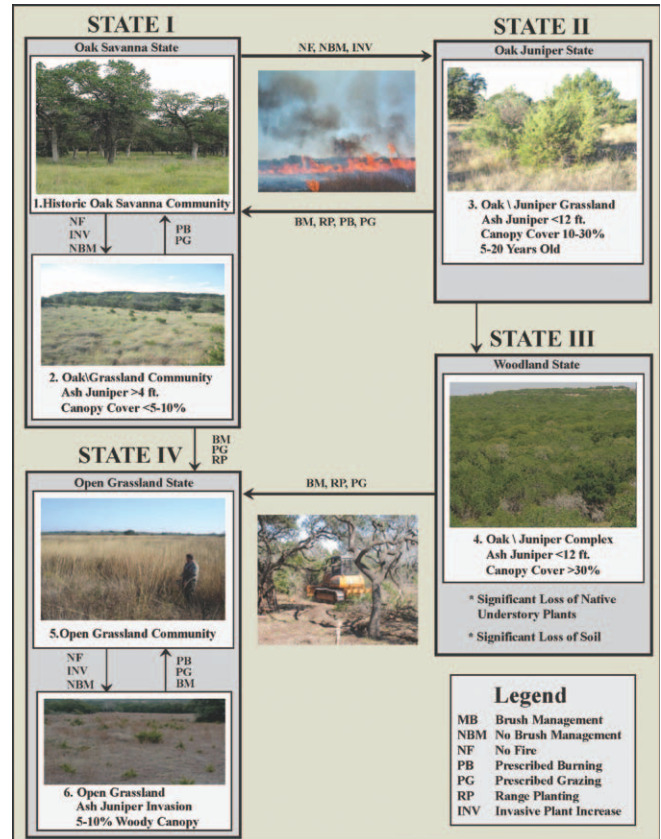 STATE I
Oak Savanna State
1.Historic Oak Savanna Community
NF
INV
NBM
PB
PG
2. Oak\Grassland Community
Ash Juniper >4 ft.
Canopy Cover <5-10%
NF, NBM, INV
BM, RP, PB, PG
STATE II
Oak Juniper State
3. Oak \ Juniper Grassland
Ash Juniper <12 ft.
Canopy Cover 10-30%
5-20 Years Old
STATE III
Woodland State
4. Oak \ Juniper Complex
Ash Juniper <12 ft.
Canopy Cover >30%
* Significant Loss of Native
Understory Plants
* Significant Loss of Soil
BM
PG
RP
BM, RP, PG
STATE IV
Open Grassland State
5.Open Grassland Community
NF
INV
NBM
PB
PG
BM
6. Open Grassland
Ash Juniper Invasion
5-10% Woody Canopy
Legend
MB Brush Management
NBM No Brush Management
NF No Fire
PB Prescribed Burning
PG Prescribed Grazing
RP Range Planting
INV Invasive Plant Increase